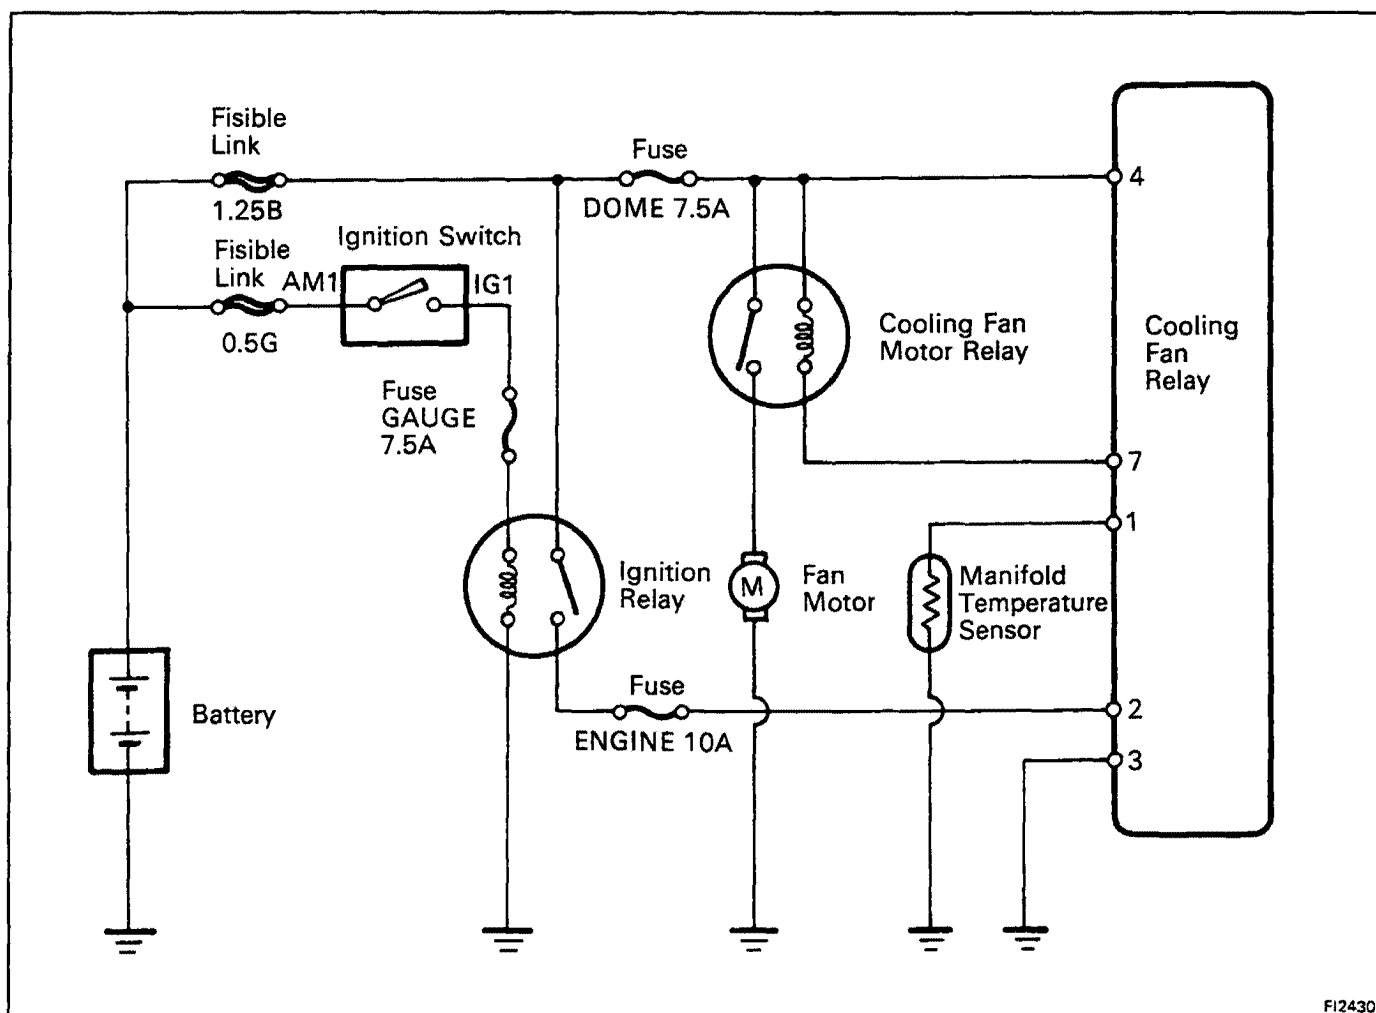 Fisible
Link
1.25B
Fuse
DOME 7.5A
4
Fisible
Link
0.5G
AM1
Ignition Switch
IG1
Fuse
GAUGE
7.5A
Cooling Fan
Motor Relay
Cooling
Fan
Relay
7
1
Ignition
Relay
M
Fan
Motor
Manifold
Temperature
Sensor
Battery
Fuse
ENGINE 10A
2
3
FI2430